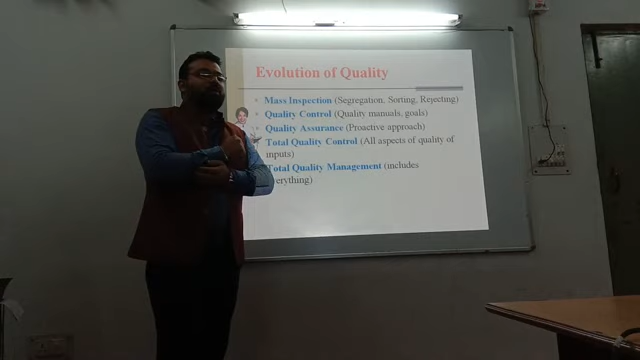 Evolution of Quality
Mass Inspection (Segregation, Sorting, Rejecting)
Quality Control (Quality manuals, goals)
Quality Assurance (Proactive approach)
Total Quality Control (All aspects of quality of
inputs)
Total Quality Management (includes
everything)